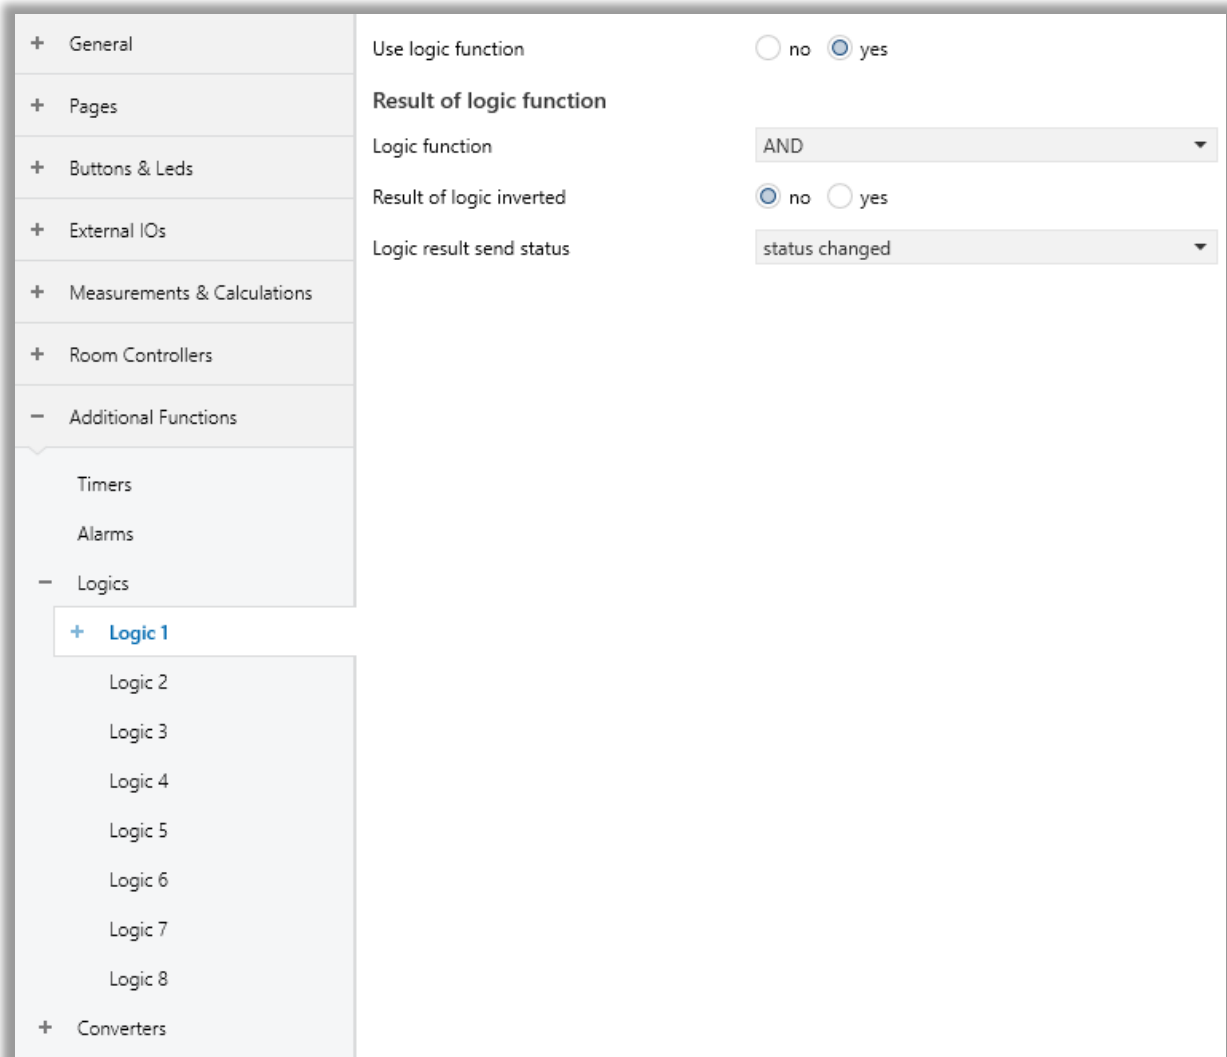 General
Pages
Buttons & Leds
External IOs
Measurements & Calculations
Room Controllers
Additional Functions
Timers
Alarms
Logics
Logic 1
Logic 2
Logic 3
Logic 4
Logic 5
Logic 6
Logic 7
Logic 8
Converters
Use logic function no yes
Result of logic function
Logic function AND
Result of logic inverted no yes
Logic result send status status changed